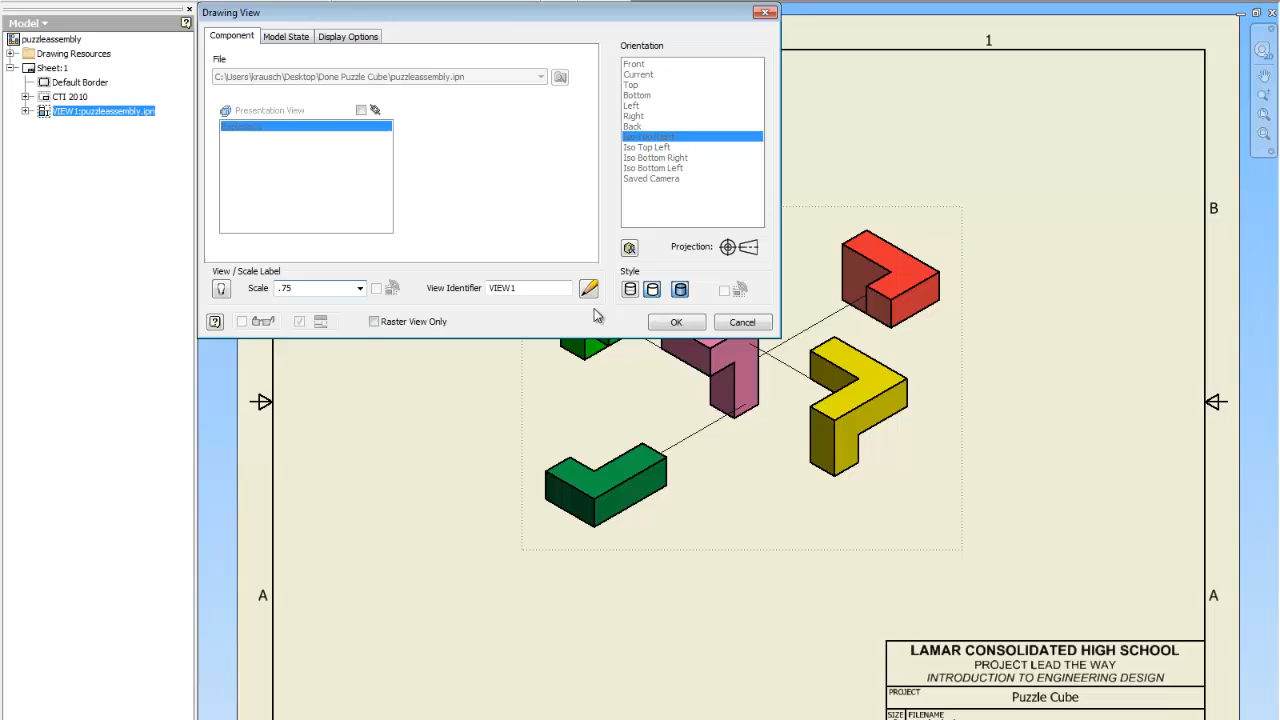 Model
puzzleassembly
Drawing Resources
Sheet:1
Default Border
CTI 2010
VIEW1:puzzleassembly.ipn
Drawing View
Component
Model State
Display Options
File
C:\Users\krausch\Desktop\Done Puzzle Cube\puzzleassembly.ipn
Presentation View
Orientation
Front
Current
Top
Bottom
Left
Right
Back
Iso Top Left
Iso Bottom Right
Iso Bottom Left
Saved Camera
Projection:
View / Scale Label
Scale
.75
View Identifier
VIEW1
Style
Raster View Only
OK
Cancel
1
B
B
A
A
LAMAR CONSOLIDATED HIGH SCHOOL
PROJECT LEAD THE WAY
INTRODUCTION TO ENGINEERING DESIGN
PROJECT
Puzzle Cube
SIZE
FILENAME